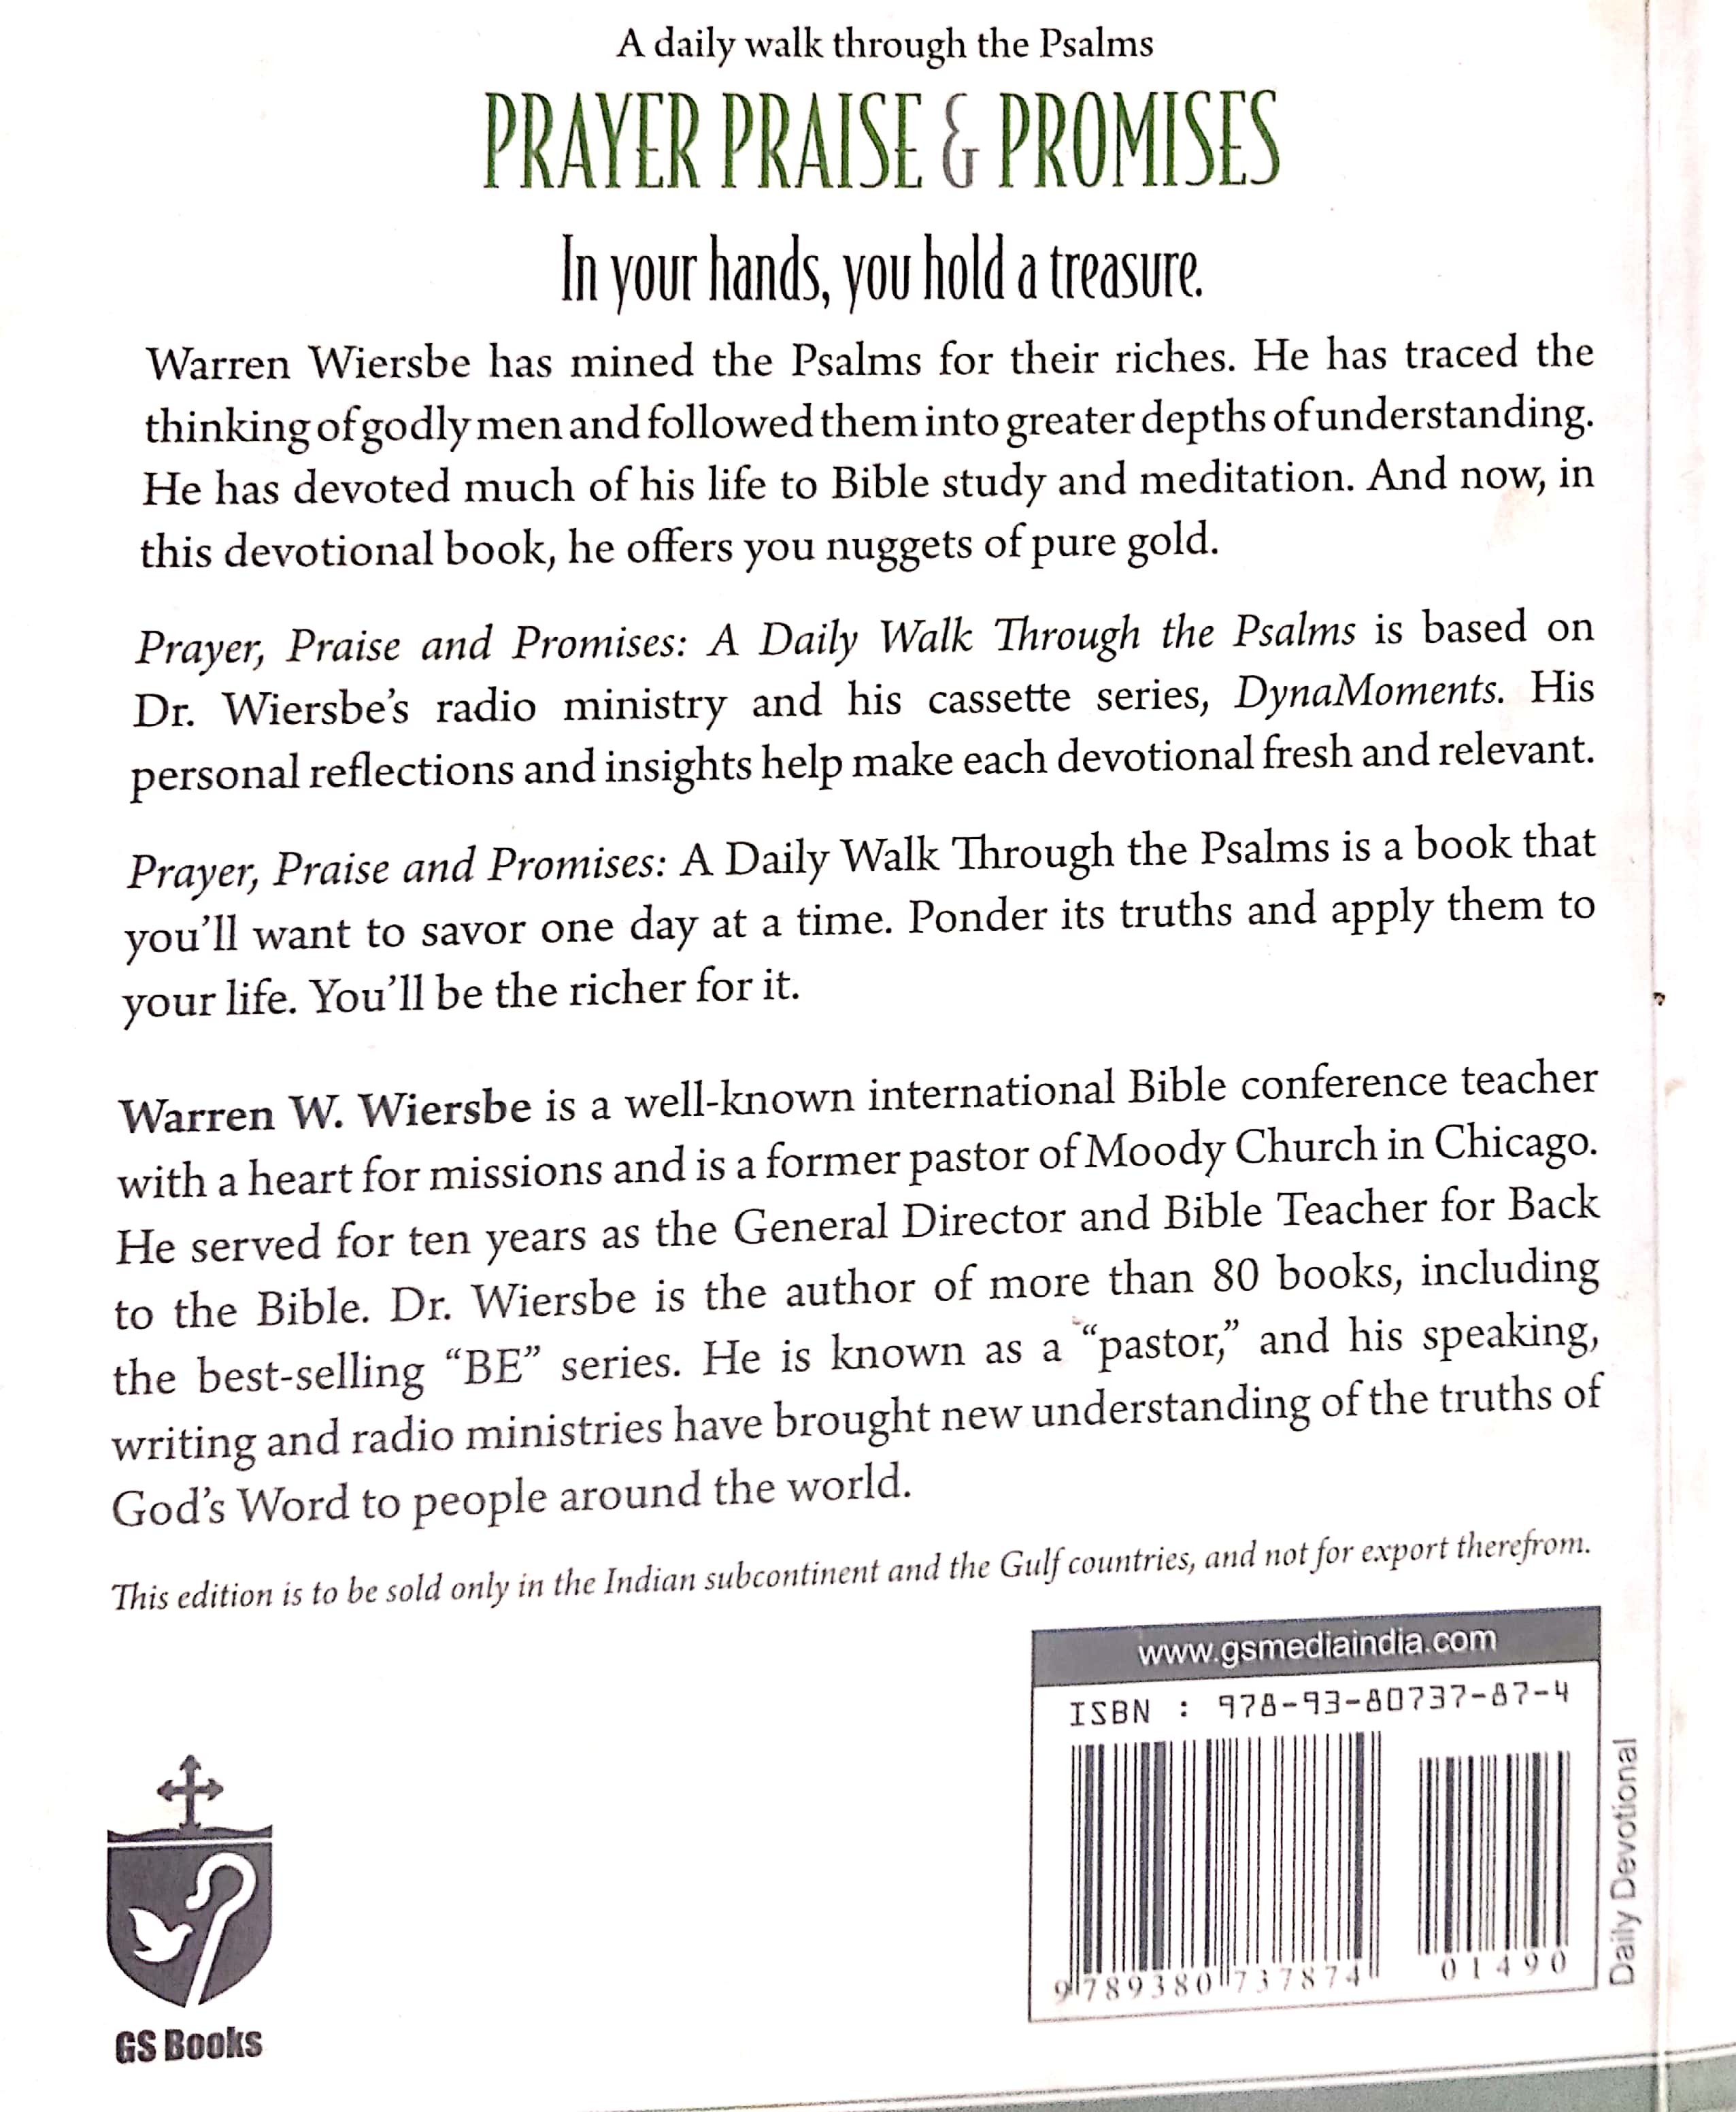 A daily walk through the Psalms
PRAYER PRAISE & PROMISES
In your hands, you hold a treasure.
Warren Wiersbe has mined the Psalms for their riches. He has traced the
thinking of godly men and followed them into greater depths of understanding.
He has devoted much of his life to Bible study and meditation. And now, in
this devotional book, he offers you nuggets of pure gold.
Prayer, Praise and Promises: A Daily Walk Through the Psalms is based on
Dr. Wiersbe’s radio ministry and his cassette series, DynaMoments. His
personal reflections and insights help make each devotional fresh and relevant.
Prayer, Praise and Promises: A Daily Walk Through the Psalms is a book that
you’ll want to savor one day at a time. Ponder its truths and apply them to
your life. You’ll be the richer for it.
Warren W. Wiersbe is a well-known international Bible conference teacher
with a heart for missions and is a former pastor of Moody Church in Chicago.
He served for ten years as the General Director and Bible Teacher for Back
to the Bible. Dr. Wiersbe is the author of more than 80 books, including
the best-selling “BE” series. He is known as a “pastor,” and his speaking,
writing and radio ministries have brought new understanding of the truths of
God’s Word to people around the world.
This edition is to be sold only in the Indian subcontinent and the Gulf countries, and not for export therefrom.
www.gsmediaindia.com
ISBN : 978-93-80737-87-4
9 789380 737874
01490
Daily Devotional
GS Books